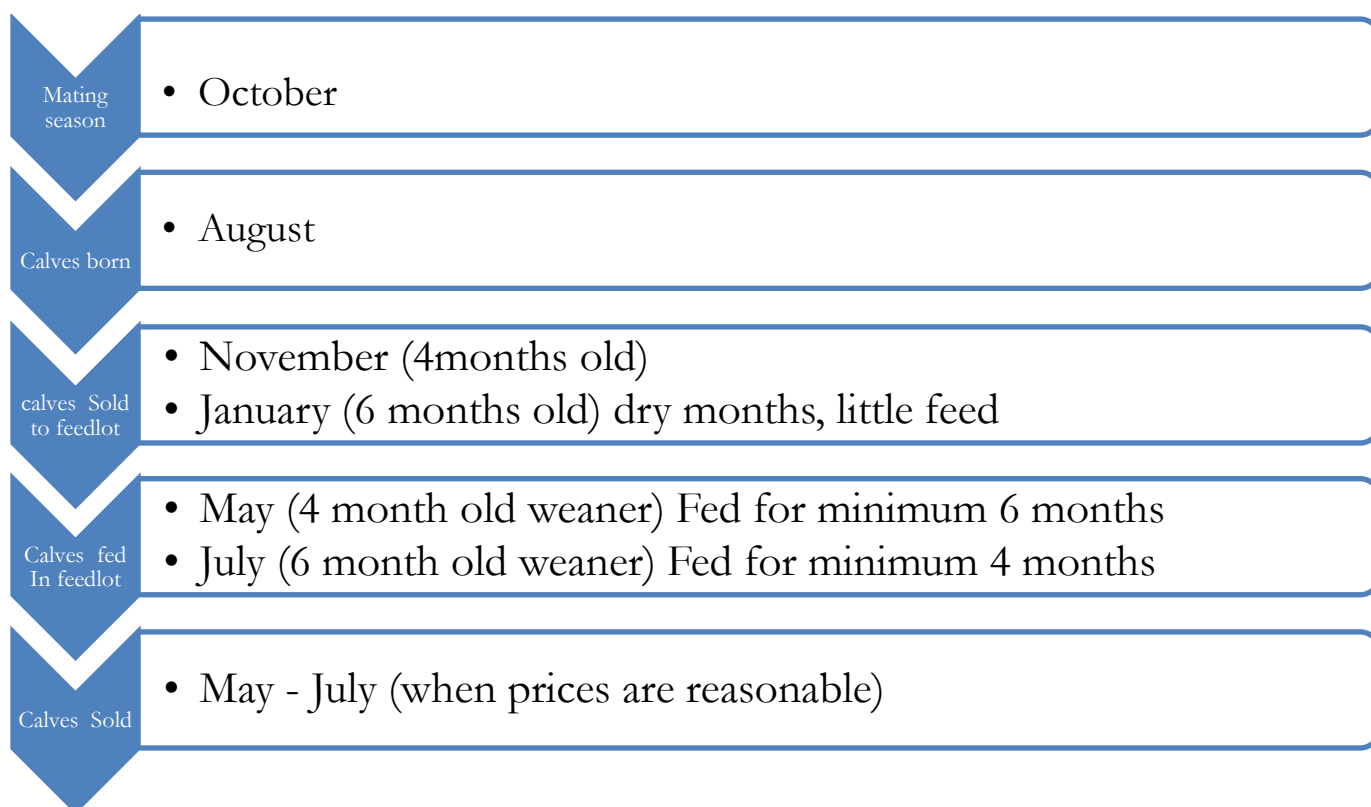 Mating
season
• October
Calves born
• August
calves Sold
to feedlot
• November (4months old)
• January (6 months old) dry months, little feed
Calves fed
In feedlot
• May (4 month old weaner) Fed for minimum 6 months
• July (6 month old weaner) Fed for minimum 4 months
Calves Sold
• May - July (when prices are reasonable)